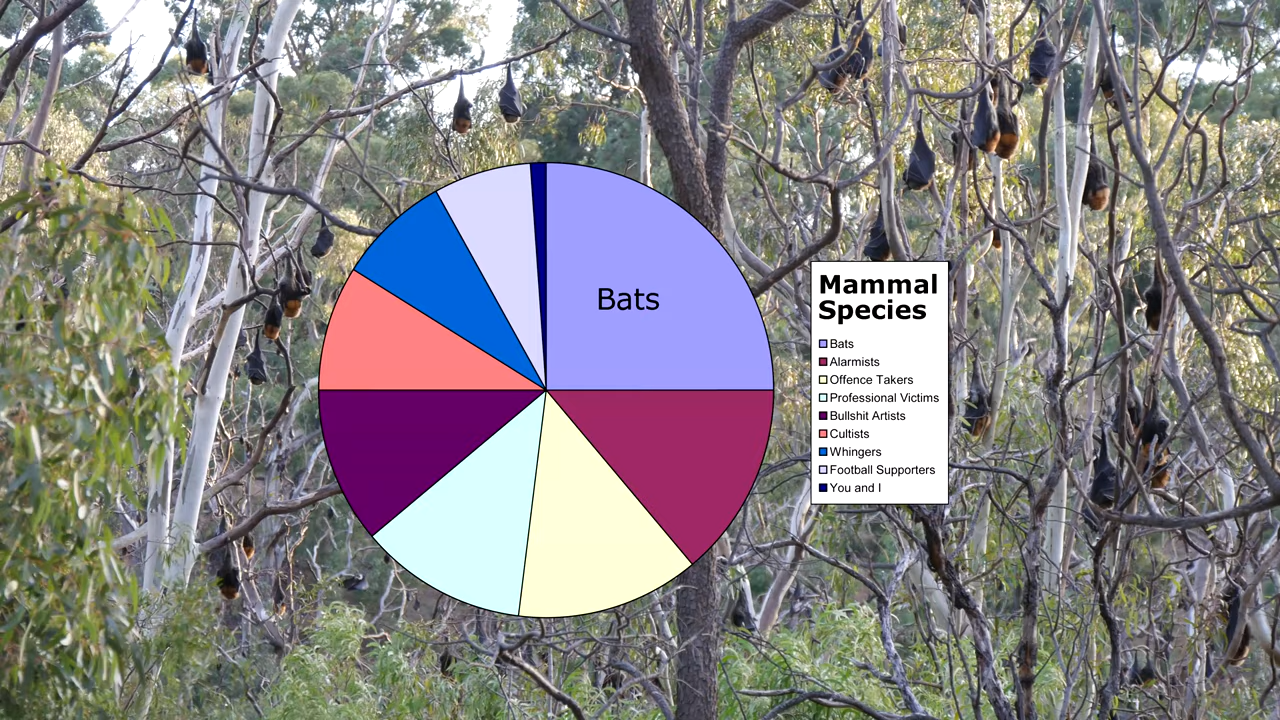 Bats
Mammal
Species
Bats
Alarmists
Offence Takers
Professional Victims
Bullshit Artists
Cultists
Whingers
Football Supporters
You and I